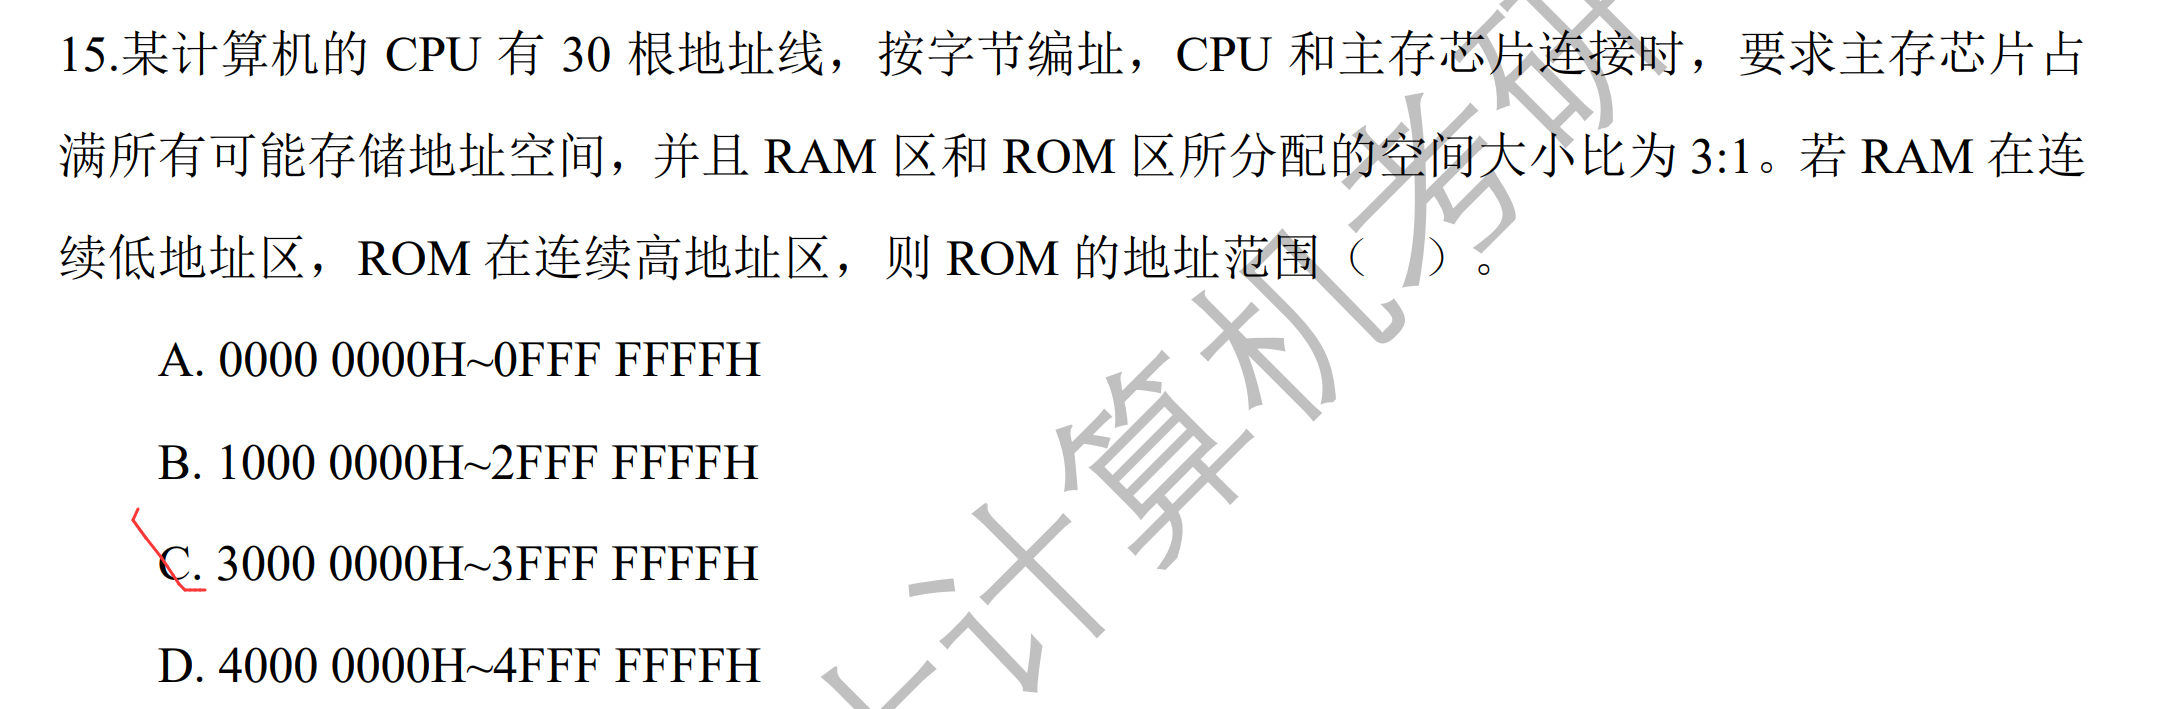 15.某计算机的 CPU 有 30 根地址线，按字节编址，CPU 和主存芯片连接时，要求主存芯片占
满所有可能存储地址空间，并且 RAM 区和 ROM 区所分配的空间大小比为 3:1。若 RAM 在连
续低地址区，ROM 在连续高地址区，则 ROM 的地址范围（ ）。
A. 0000 0000H~0FFF FFFFH
B. 1000 0000H~2FFF FFFFH
C. 3000 0000H~3FFF FFFFH
D. 4000 0000H~4FFF FFFFH
计算机考研